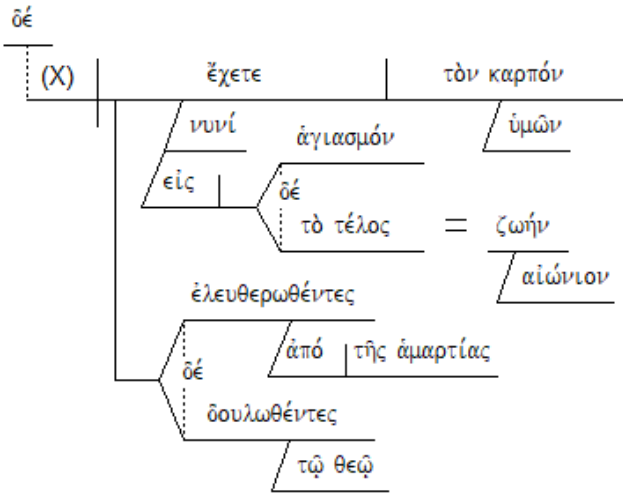 δέ
(X) ἔχετε τὸν καρπόν
νυνί ὑμῶν
ἁγιασμόν
εἰς δέ
τὸ τέλος = ζωήν
αἰώνιον
ἐλευθερωθέντες
ἀπό τῆς ἁμαρτίας
δέ
δουλωθέντες
τῷ θεῷ